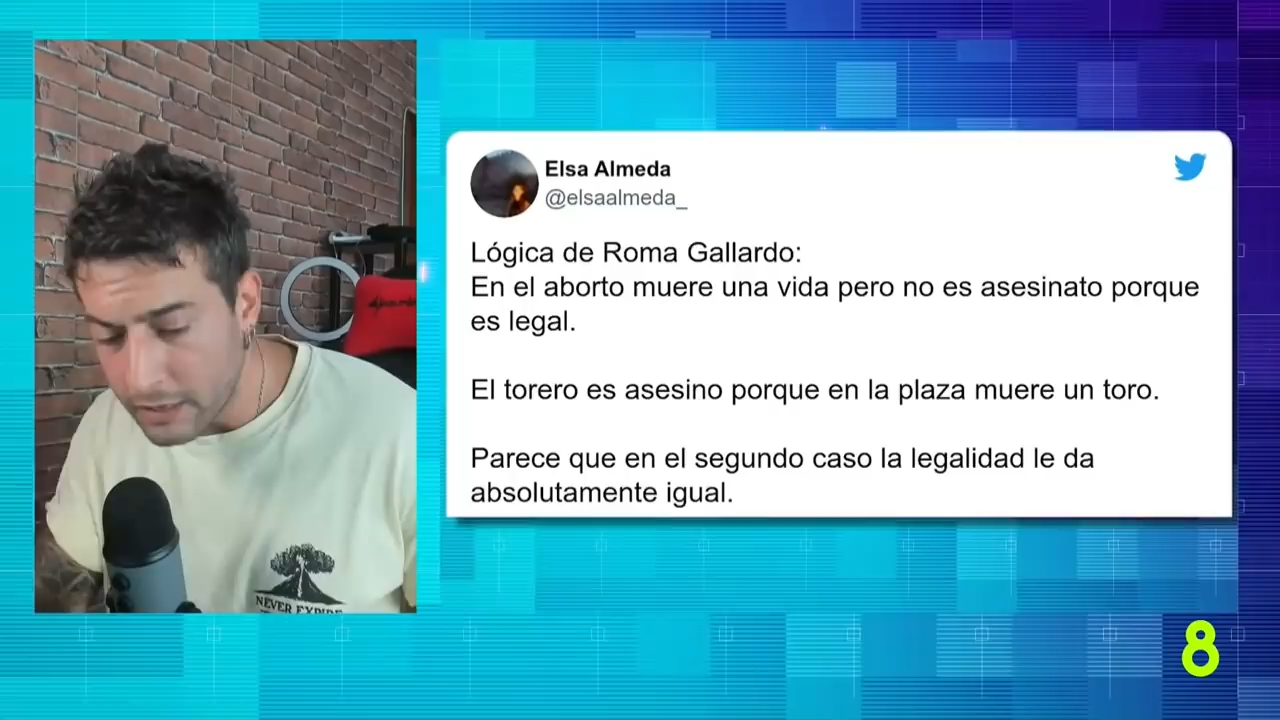 Elsa Almeda
@elsaalmeda_
Lógica de Roma Gallardo:
En el aborto muere una vida pero no es asesinato porque
es legal.
El torero es asesino porque en la plaza muere un toro.
Parece que en el segundo caso la legalidad le da
absolutamente igual.
NEVER EXPIRE
8